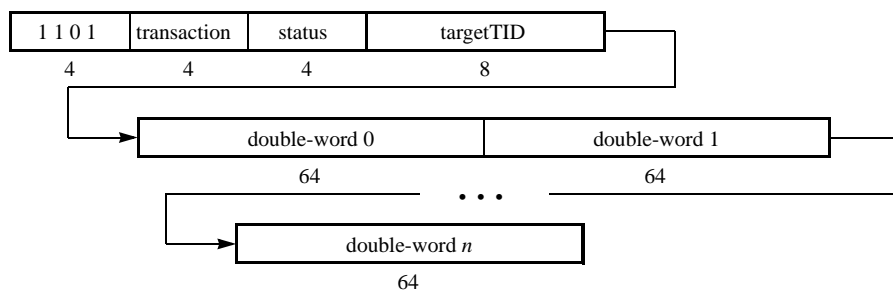 1 1 0 1 transaction status targetTID
4 4 4 8
double-word 0 double-word 1
64 64
• • •
double-word n
64